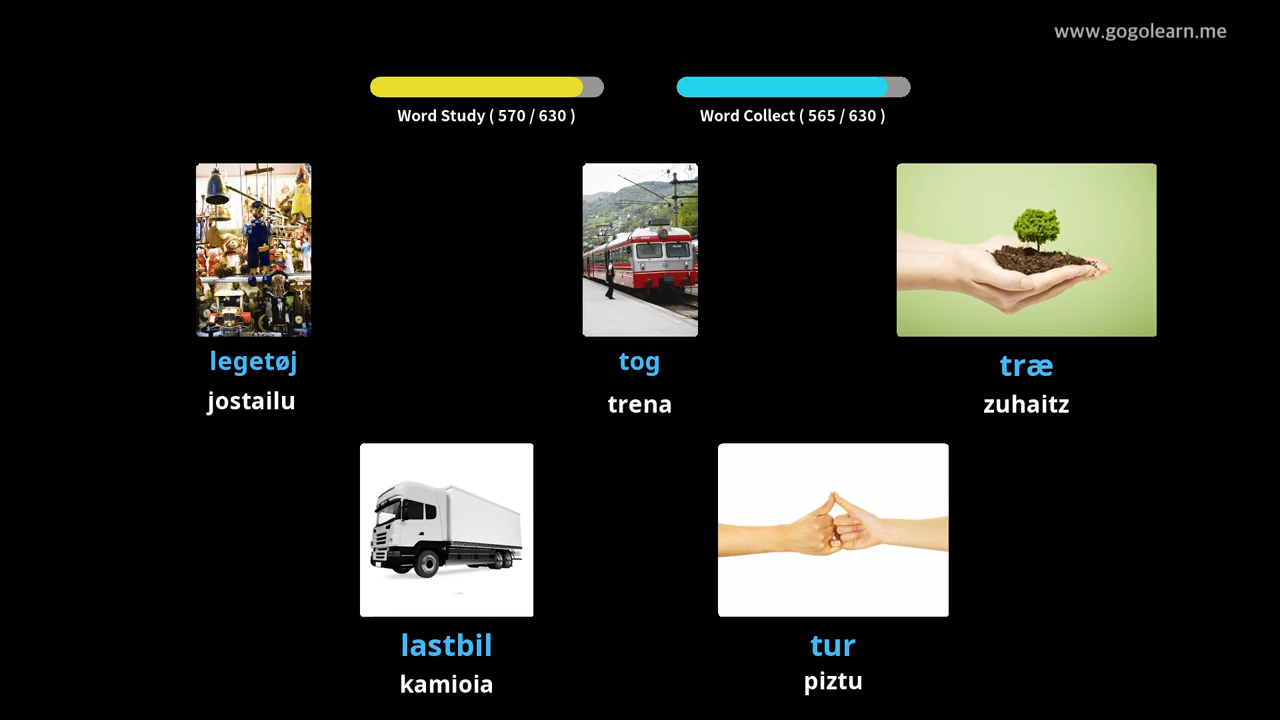 www.gogolearn.me
Word Study ( 570 / 630 )
Word Collect ( 565 / 630 )
legetøj
tog
træ
jostailu
trena
zuhaitz
lastbil
tur
kamioia
piztu